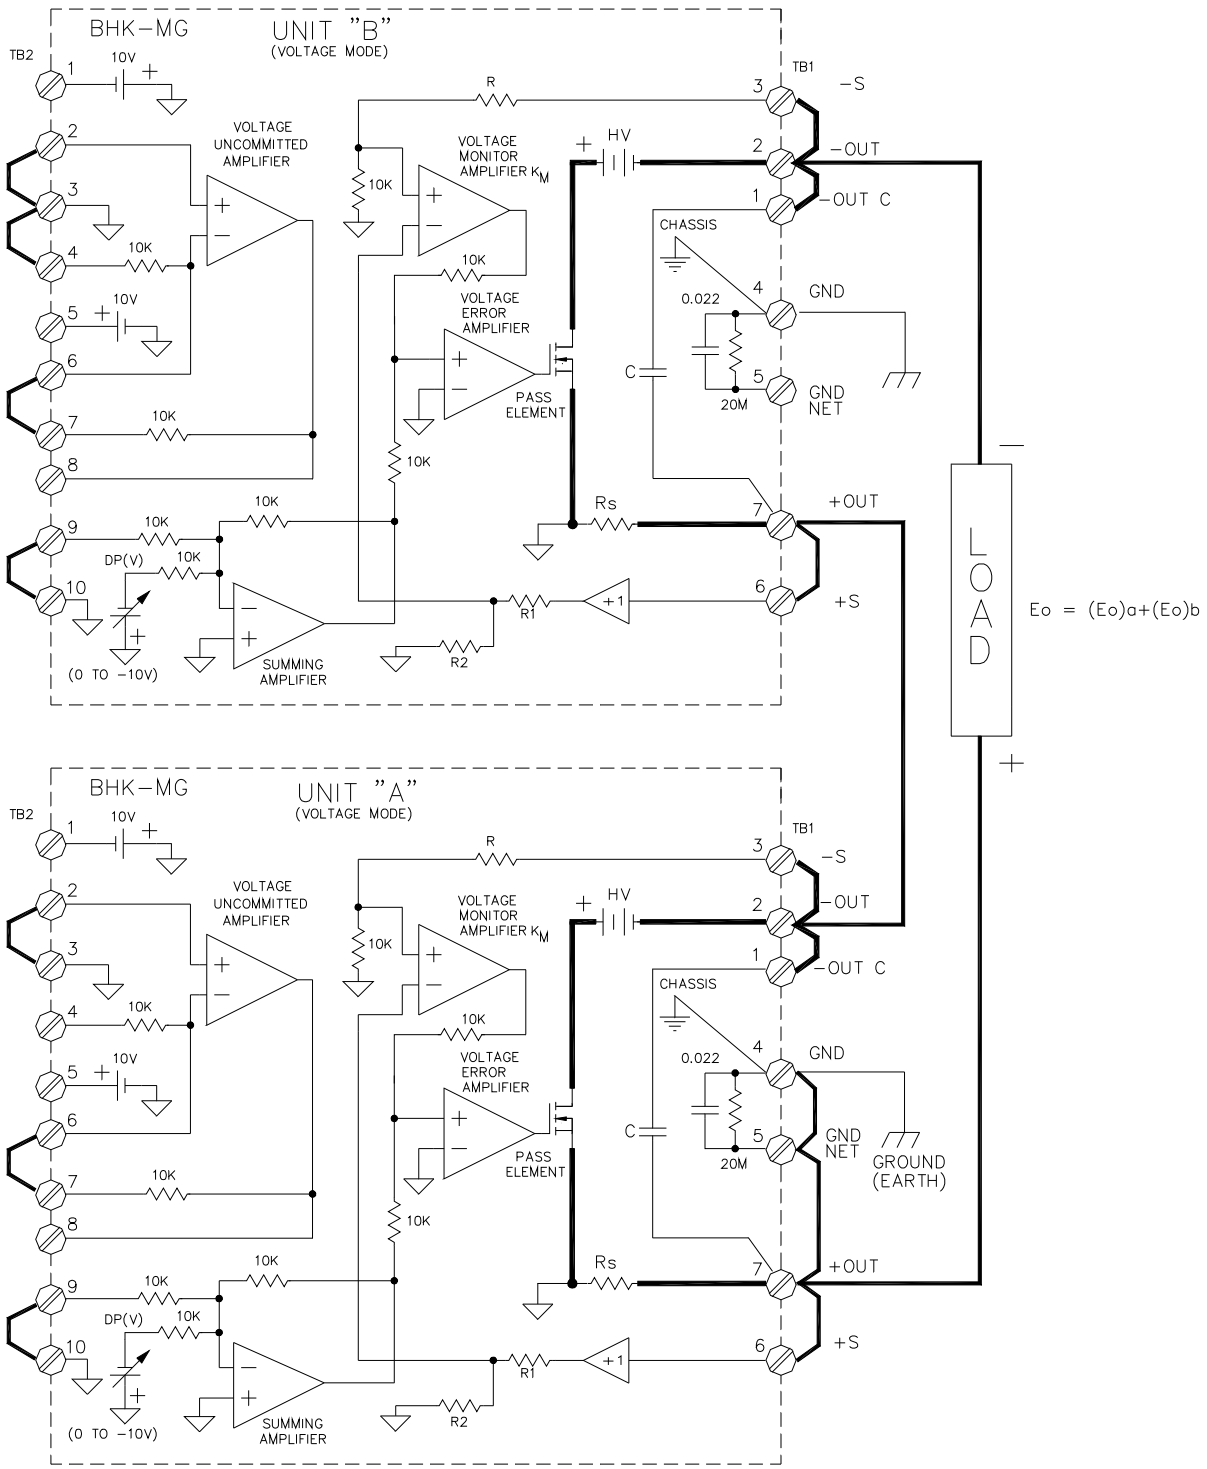 BHK-MG
UNIT "B"
(VOLTAGE MODE)
TB2
TB1
1
10V
+
2
3
4
10K
VOLTAGE
UNCOMMITTED
AMPLIFIER
+
−
5
+
10V
6
7
10K
8
9
10K
10K
DP(V)
10K
10
+
(0 TO −10V)
−
+
SUMMING
AMPLIFIER
R
10K
VOLTAGE
MONITOR
AMPLIFIER KM
+
−
10K
VOLTAGE
ERROR
AMPLIFIER
+
−
PASS
ELEMENT
10K
+
HV
3
−S
2
−OUT
1
−OUT C
CHASSIS
4
GND
0.022
C
5
GND
NET
20M
Rs
7
+OUT
6
+S
+1
R1
R2
−
LOAD
+
Eo = (Eo)a+(Eo)b
BHK-MG
UNIT "A"
(VOLTAGE MODE)
TB2
TB1
1
10V
+
2
3
4
10K
VOLTAGE
UNCOMMITTED
AMPLIFIER
+
−
5
+
10V
6
7
10K
8
9
10K
10K
DP(V)
10K
10
+
(0 TO −10V)
−
+
SUMMING
AMPLIFIER
R
10K
VOLTAGE
MONITOR
AMPLIFIER KM
+
−
10K
VOLTAGE
ERROR
AMPLIFIER
+
−
PASS
ELEMENT
10K
+
HV
3
−S
2
−OUT
1
−OUT C
CHASSIS
4
GND
0.022
C
5
GND
NET
20M
GROUND
(EARTH)
Rs
7
+OUT
6
+S
+1
R1
R2